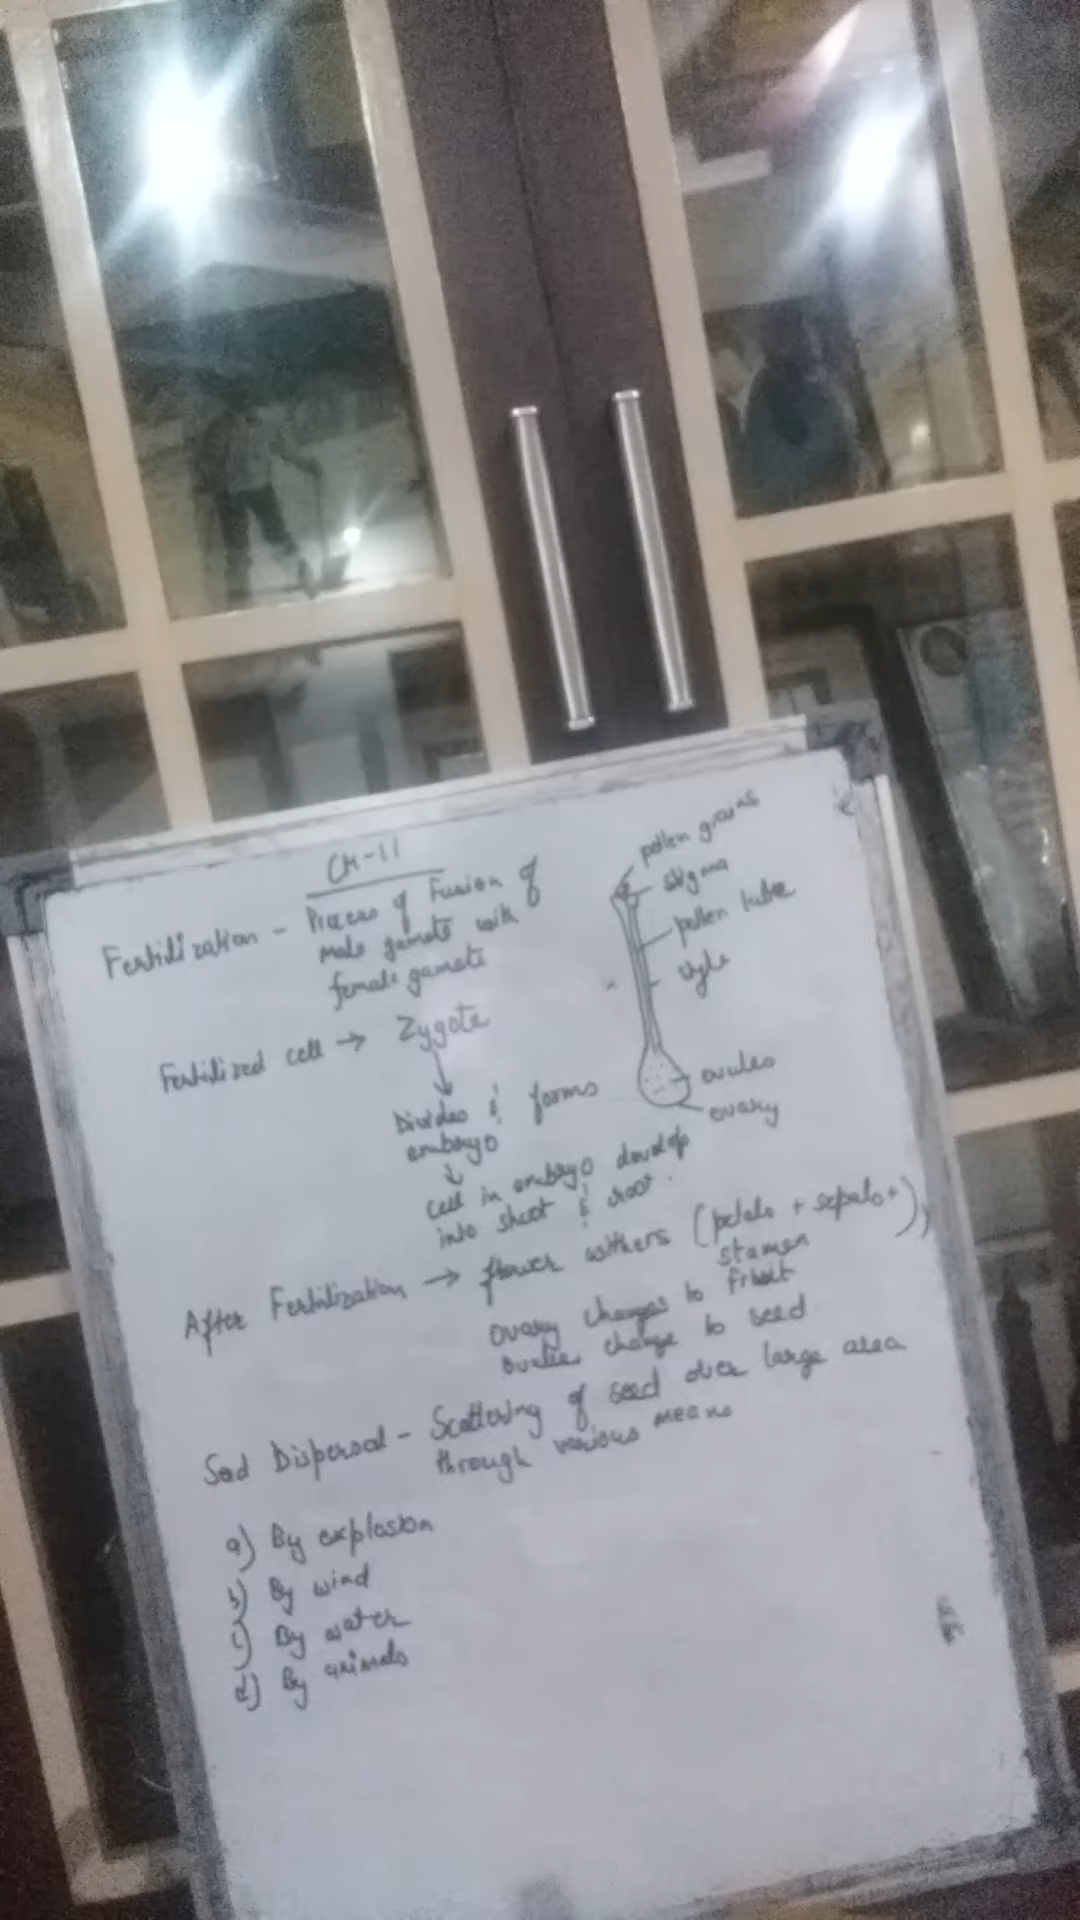 CH-11
Fertilization - Process of Fusion of
male gamete with
female gamete
pollen grains
stigma
pollen tube
style
ovules
ovary
Fertilized cell → Zygote
↓
Divides & forms
embryo
↓
cell in embryo develop
into shoot & root.
After Fertilization → flower withers (petals + sepals +
stamen)
ovary changes to
ovules change to seed
Seed Dispersal - Scattering of seed over large area
through various means
a) By explosion
b) By wind
c) By water
d) By animals